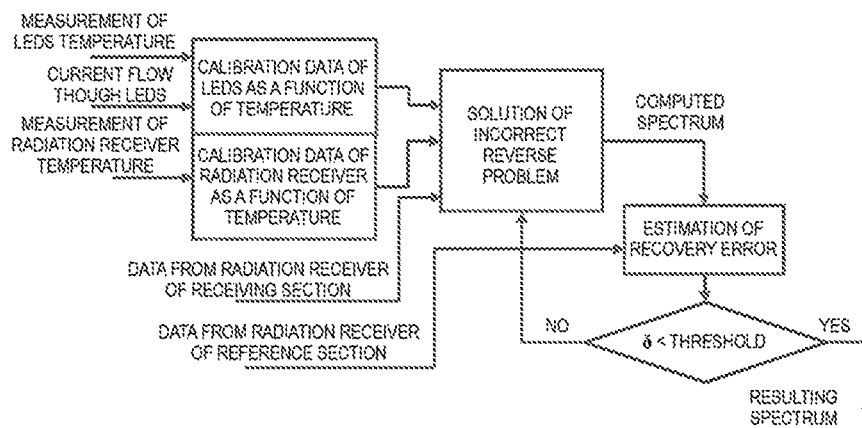 MEASUREMENT OF
LEDS TEMPERATURE
CURRENT FLOW
THOUGH LEDS
MEASUREMENT OF
RADIATION RECEIVER
TEMPERATURE
CALIBRATION DATA OF
LEDS AS A FUNCTION
OF TEMPERATURE
CALIBRATION DATA OF
RADIATION RECEIVER
AS A FUNCTION OF
TEMPERATURE
SOLUTION OF
INCORRECT
REVERSE
PROBLEM
COMPUTED
SPECTRUM
ESTIMATION OF
RECOVERY ERROR
DATA FROM RADIATION RECEIVER
OF RECEIVING SECTION
DATA FROM RADIATION RECEIVER
OF REFERENCE SECTION
NO
δ < THRESHOLD
YES
RESULTING
SPECTRUM